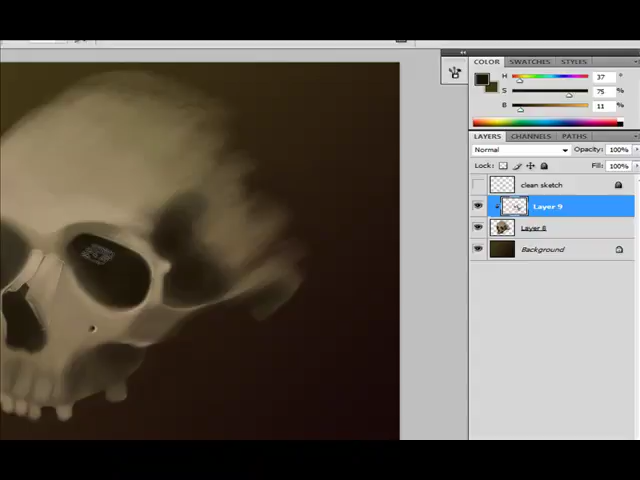 COLOR SWATCHES STYLES
H 37 °
S 75 %
B 11 %
LAYERS CHANNELS PATHS
Normal Opacity: 100%
Lock: Fill: 100%
clean sketch
Layer 9
Layer 8
Background